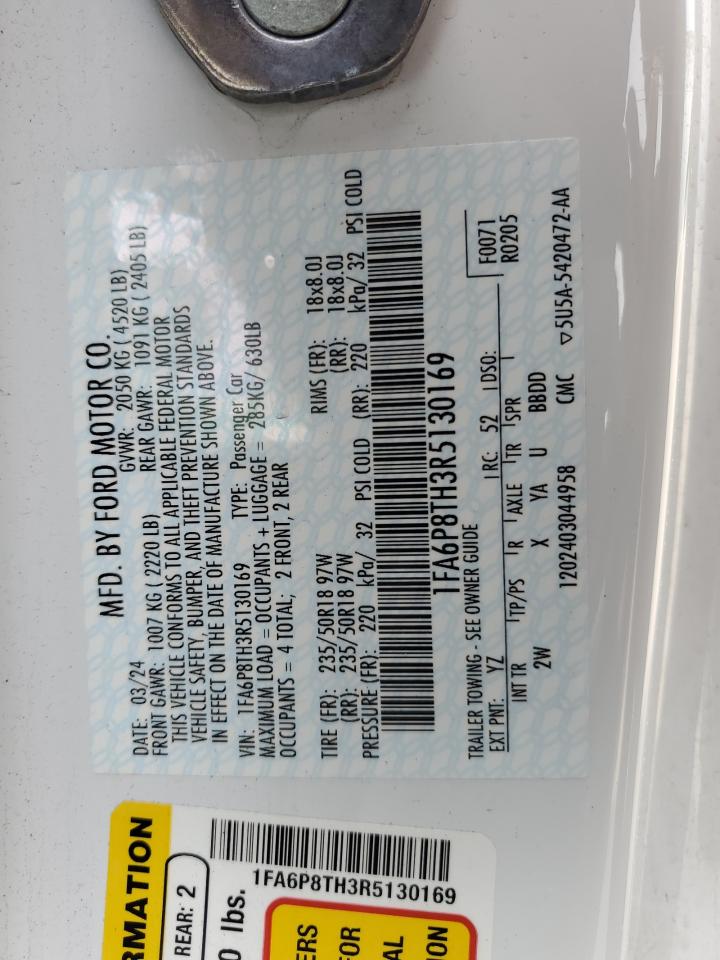 MFD. BY FORD MOTOR CO.
DATE: 03/24 GVWR: 2050 KG ( 4520 LB)
FRONT GAWR: 1007 KG ( 2220 LB) REAR GAWR: 1091 KG ( 2405 LB)
THIS VEHICLE CONFORMS TO ALL APPLICABLE FEDERAL MOTOR
VEHICLE SAFETY, BUMPER, AND THEFT PREVENTION STANDARDS
IN EFFECT ON THE DATE OF MANUFACTURE SHOWN ABOVE.
VIN: 1FA6P8TH3R5130169 TYPE: Passenger Car
MAXIMUM LOAD = OCCUPANTS + LUGGAGE = 285KG/ 630LB
OCCUPANTS = 4 TOTAL; 2 FRONT, 2 REAR
TIRE (FR): 235/50R18 97W RIMS (FR): 18x8.0J
(RR): 235/50R18 97W (RR): 18x8.0J
PRESSURE (FR): 220 kPa/ 32 PSI COLD (RR): 220 kPa/ 32 PSI COLD
1FA6P8TH3R5130169
TRAILER TOWING - SEE OWNER GUIDE
F0071
EXT PNT: YZ RC: 52 DSO: R0205
INT TR TP/PS R AXLE TR SPR
2W X YA U BBDD
1202403044958 CMC ▽5U5A-5420472-AA
RMATION
REAR: 2
0 lbs.
1FA6P8TH3R5130169
ERS
FOR
AL
ION